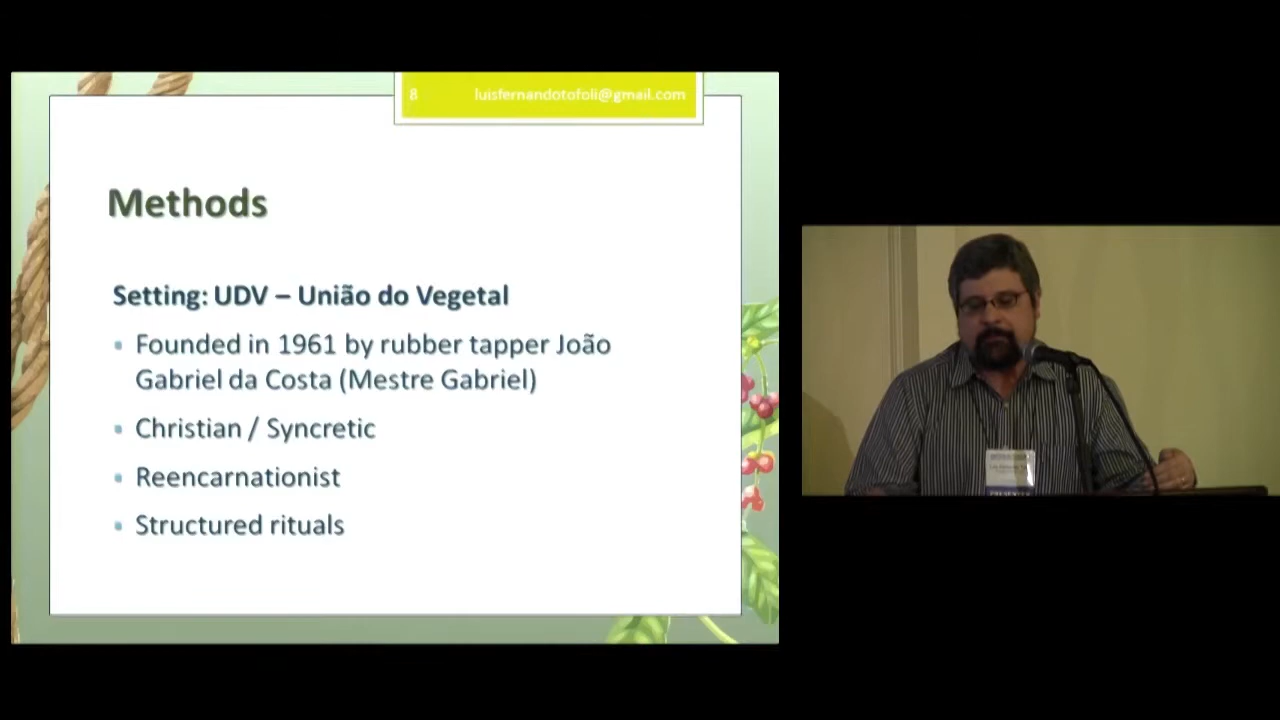 8 luisfernandotofoli@gmail.com
Methods
Setting: UDV – União do Vegetal
Founded in 1961 by rubber tapper João
Gabriel da Costa (Mestre Gabriel)
Christian / Syncretic
Reencarnationist
Structured rituals
PRESENTER